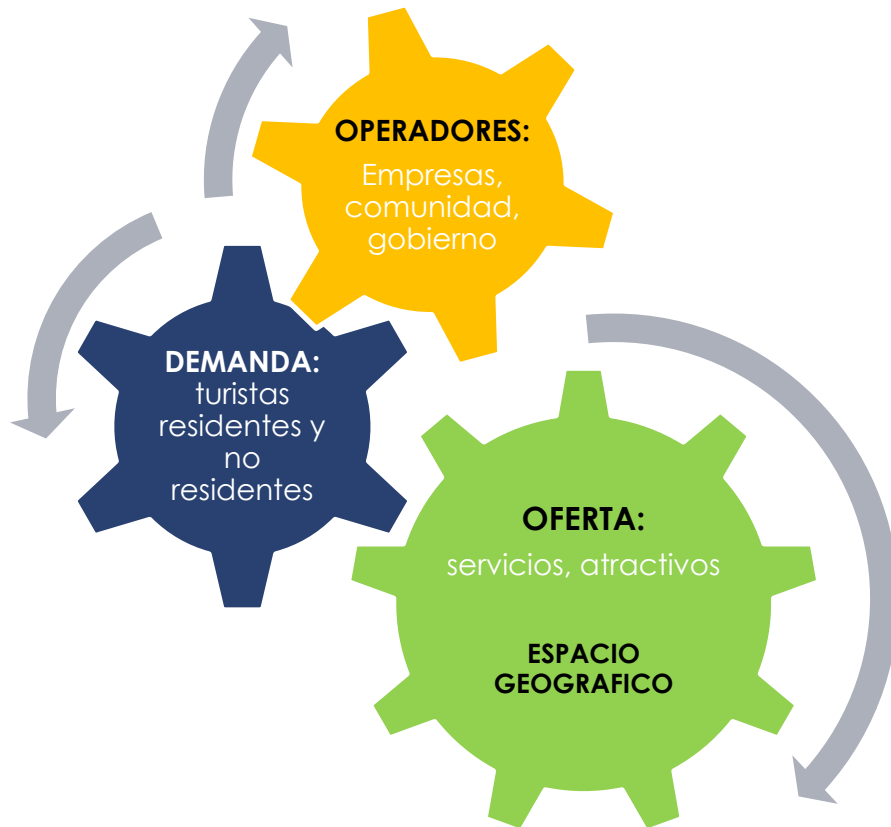 OPERADORES:
Empresas,
comunidad,
gobierno
DEMANDA:
turistas
residentes y
no
residentes
OFERTA:
servicios, atractivos
ESPACIO
GEOGRAFICO